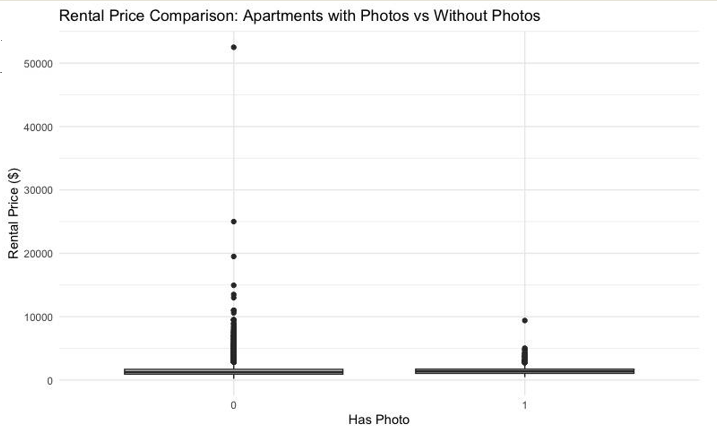 Rental Price Comparison: Apartments with Photos vs Without Photos
Rental Price ($)
50000
40000
30000
20000
10000
0
0
1
Has Photo